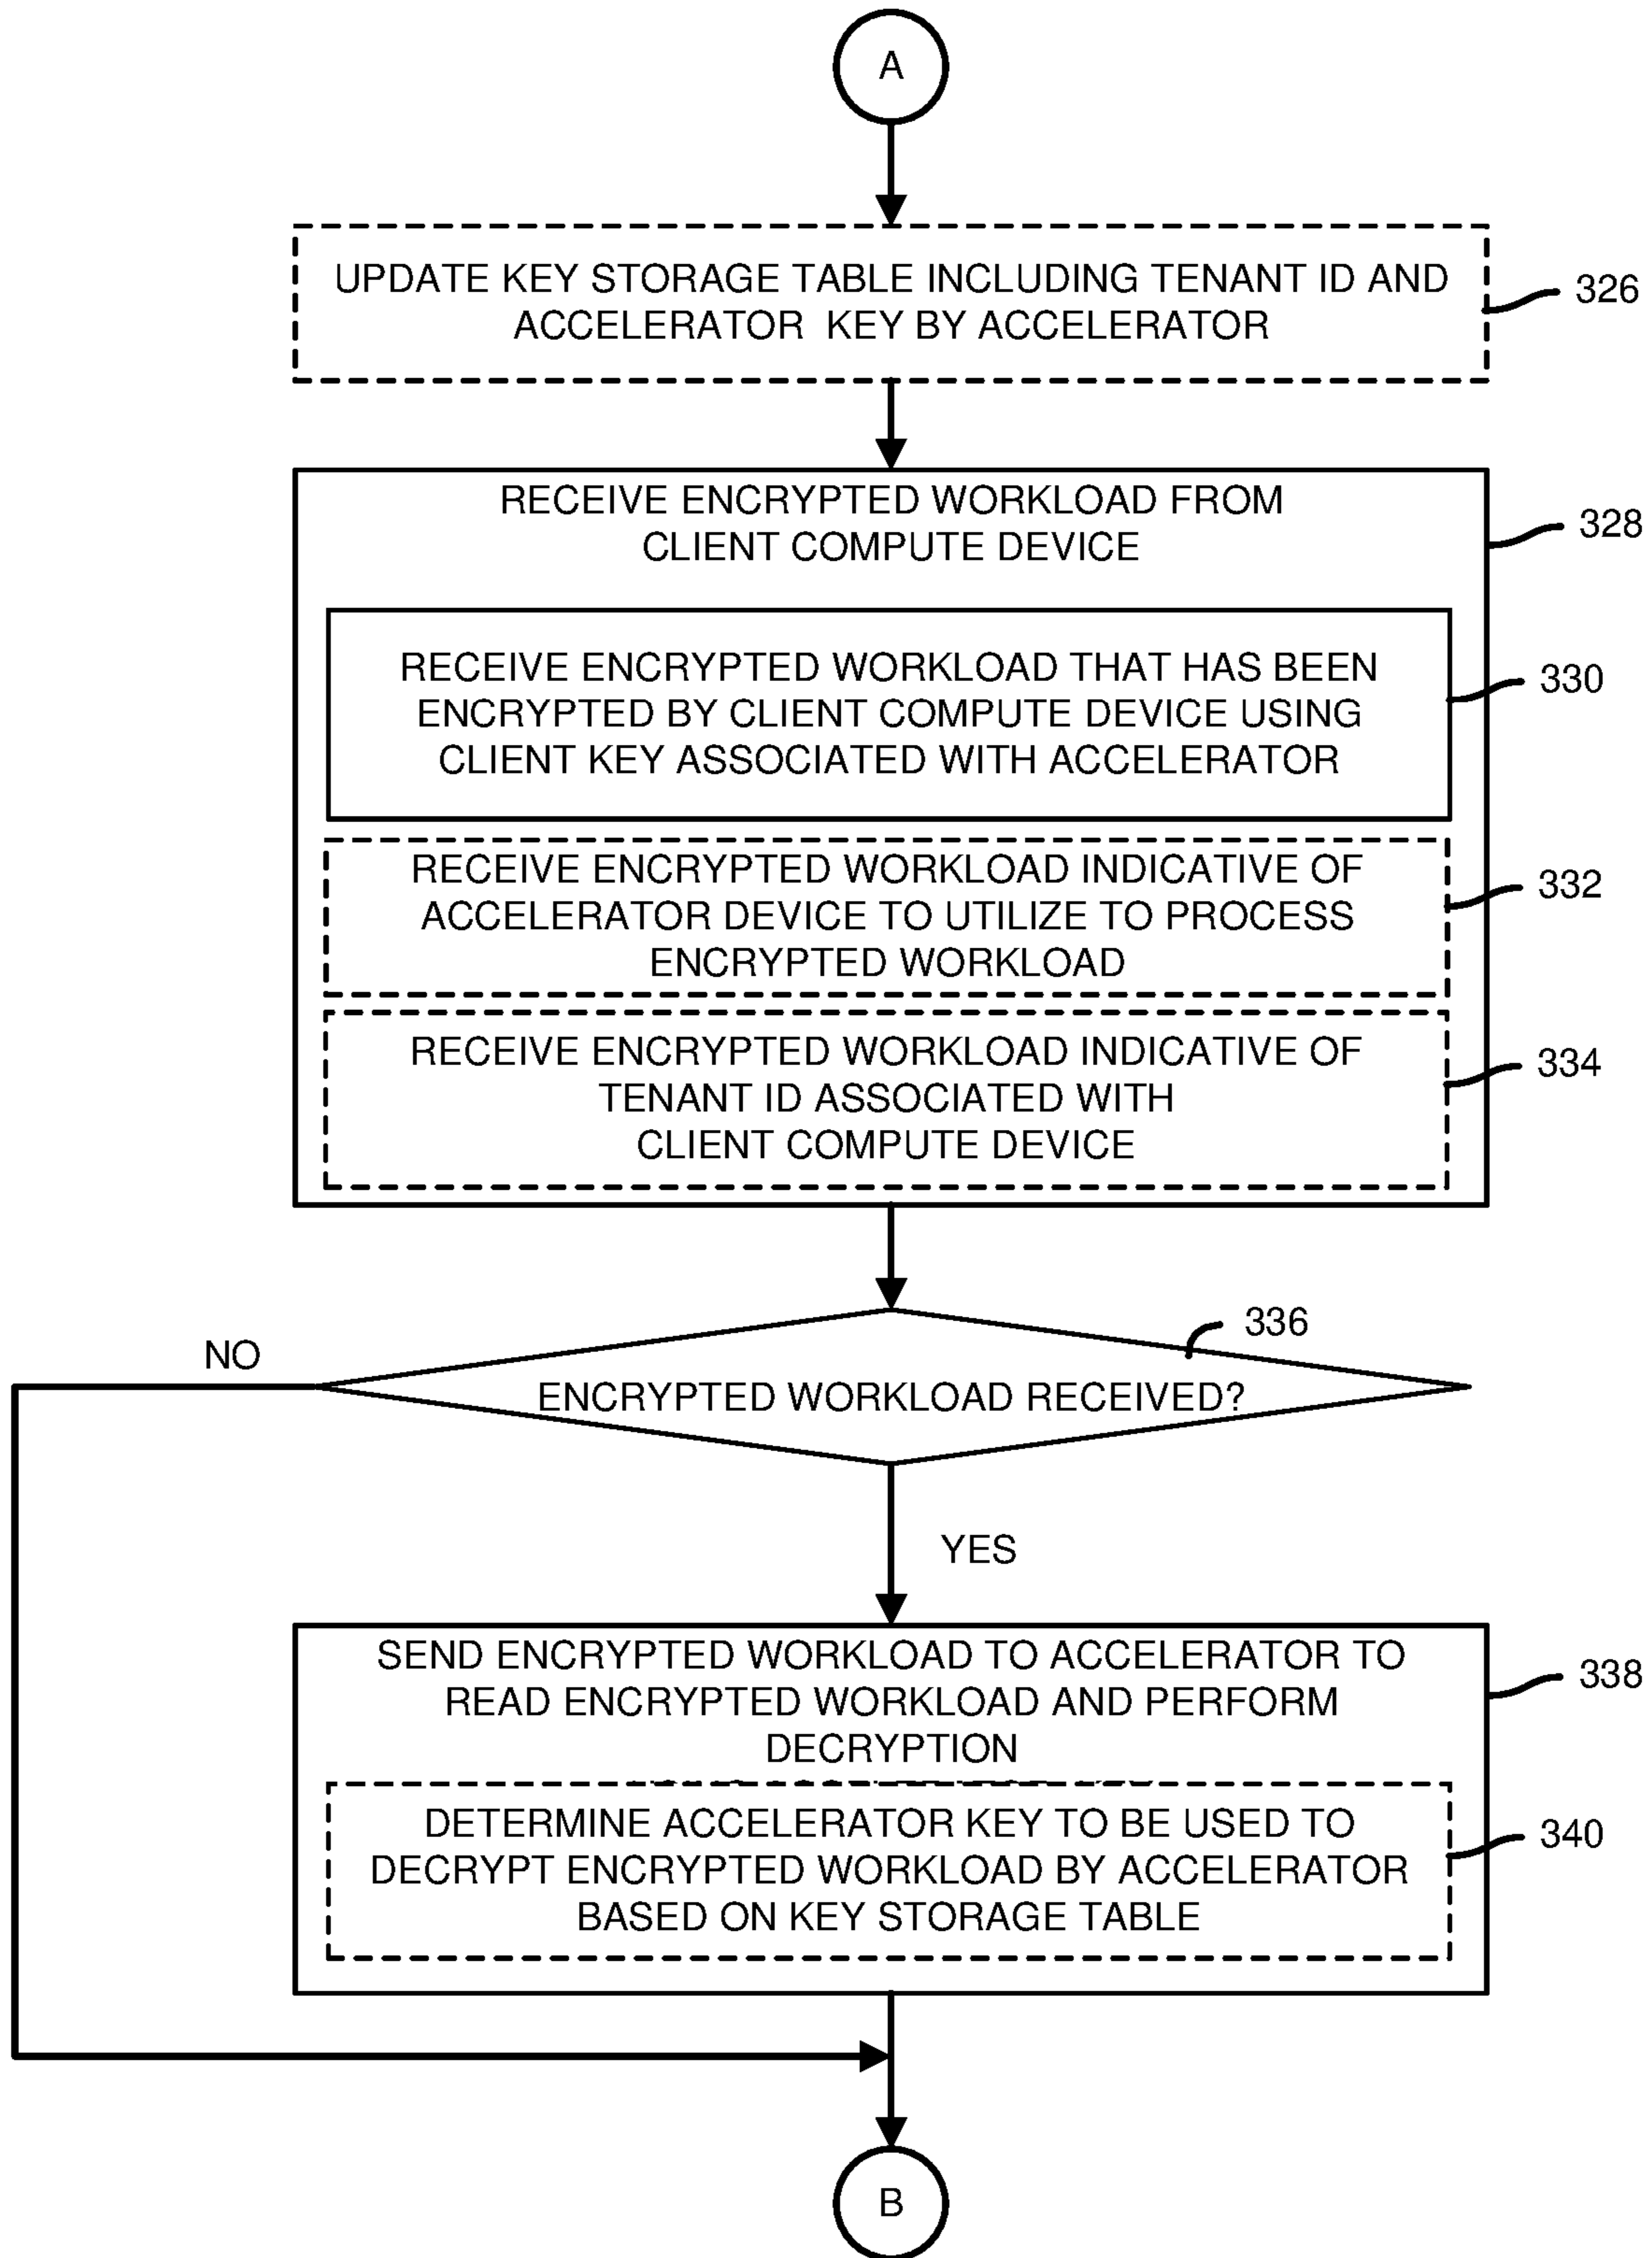 A
UPDATE KEY STORAGE TABLE INCLUDING TENANT ID AND
ACCELERATOR KEY BY ACCELERATOR
326
RECEIVE ENCRYPTED WORKLOAD FROM
CLIENT COMPUTE DEVICE
328
RECEIVE ENCRYPTED WORKLOAD THAT HAS BEEN
ENCRYPTED BY CLIENT COMPUTE DEVICE USING
CLIENT KEY ASSOCIATED WITH ACCELERATOR
330
RECEIVE ENCRYPTED WORKLOAD INDICATIVE OF
ACCELERATOR DEVICE TO UTILIZE TO PROCESS
ENCRYPTED WORKLOAD
332
RECEIVE ENCRYPTED WORKLOAD INDICATIVE OF
TENANT ID ASSOCIATED WITH
CLIENT COMPUTE DEVICE
334
336
NO
ENCRYPTED WORKLOAD RECEIVED?
YES
SEND ENCRYPTED WORKLOAD TO ACCELERATOR TO
READ ENCRYPTED WORKLOAD AND PERFORM
DECRYPTION
338
DETERMINE ACCELERATOR KEY TO BE USED TO
DECRYPT ENCRYPTED WORKLOAD BY ACCELERATOR
BASED ON KEY STORAGE TABLE
340
B